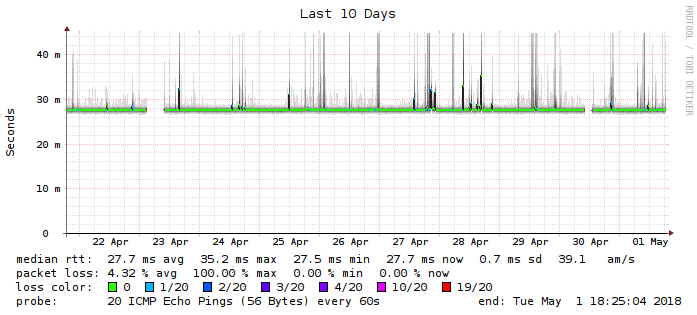 Last 10 Days
RRDTOOL / TOBI OETIKER
Seconds
40 m
30 m
20 m
10 m
0
22 Apr 23 Apr 24 Apr 25 Apr 26 Apr 27 Apr 28 Apr 29 Apr 30 Apr 01 May
median rtt: 27.7 ms avg 35.2 ms max 27.5 ms min 27.7 ms now 0.7 ms sd 39.1 am/s
packet loss: 4.32 % avg 100.00 % max 0.00 % min 0.00 % now
loss color: 0 1/20 2/20 3/20 4/20 10/20 19/20
probe: 20 ICMP Echo Pings (56 Bytes) every 60s end: Tue May 1 18:25:04 2018